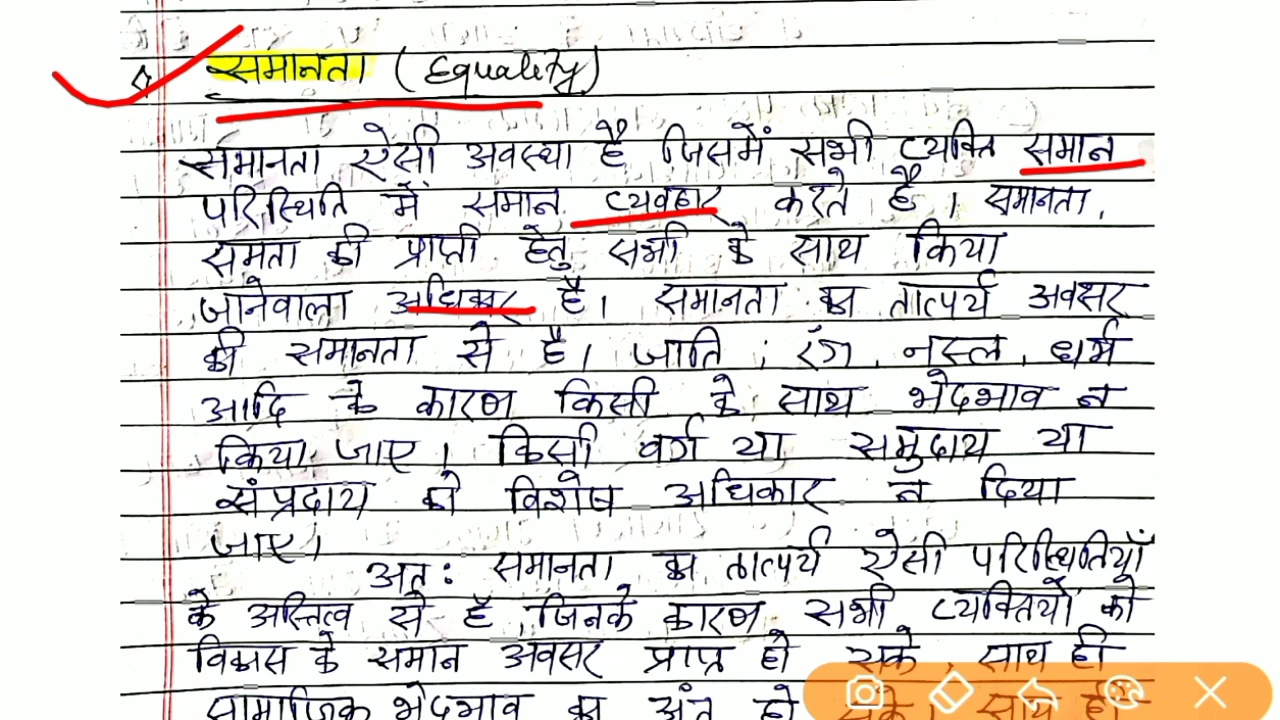 समानता (Equality)
समानता ऐसी अवस्था है जिसमें सभी व्यक्ति समान
परिस्थिति में समान व्यवहार करते है। समानता,
समता की प्राप्ती हेतु सभी के साथ किया
जानेवाला अधिकार है। समानता का तात्पर्य अवसर
की समानता से है। जाति, रंग, नस्ल, धर्म
आदि के कारण किसी के साथ भेदभाव न
किया जाए। किसी वर्ग या समुदाय या
संप्रदाय को विशेष अधिकार न दिया
जाए।
अत: समानता का तात्पर्य ऐसी परिस्थितियाँ
के अस्तित्व से है, जिनके कारण सभी व्यक्तियों को
विकास के समान अवसर प्राप्त हो सके, साथ ही
सामाजिक भेदभाव का अंत हो सके। साथ ही